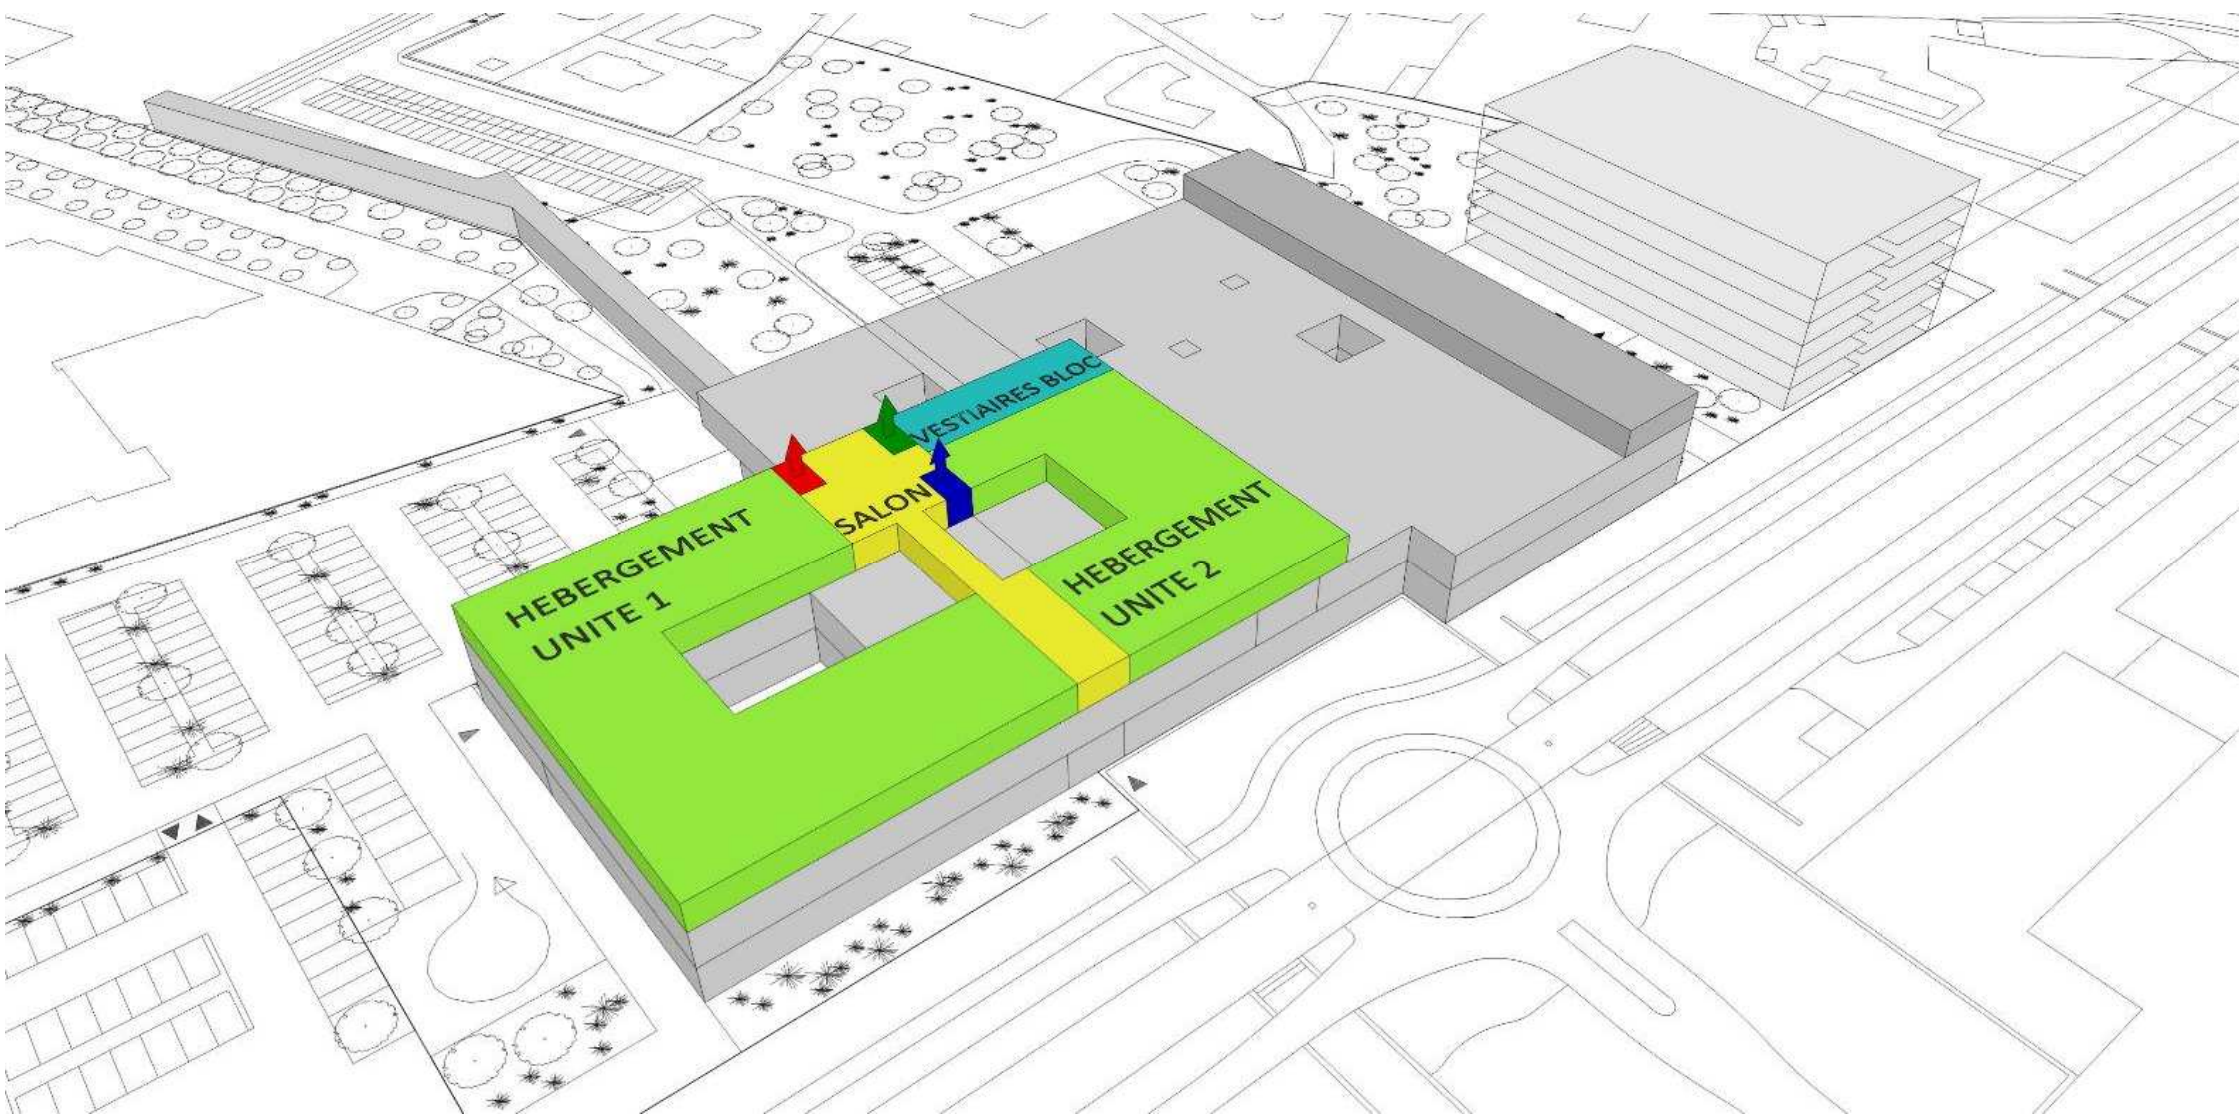 VESTIAIRES BLOC
SALON
HEBERGEMENT
UNITE 1
HEBERGEMENT
UNITE 2